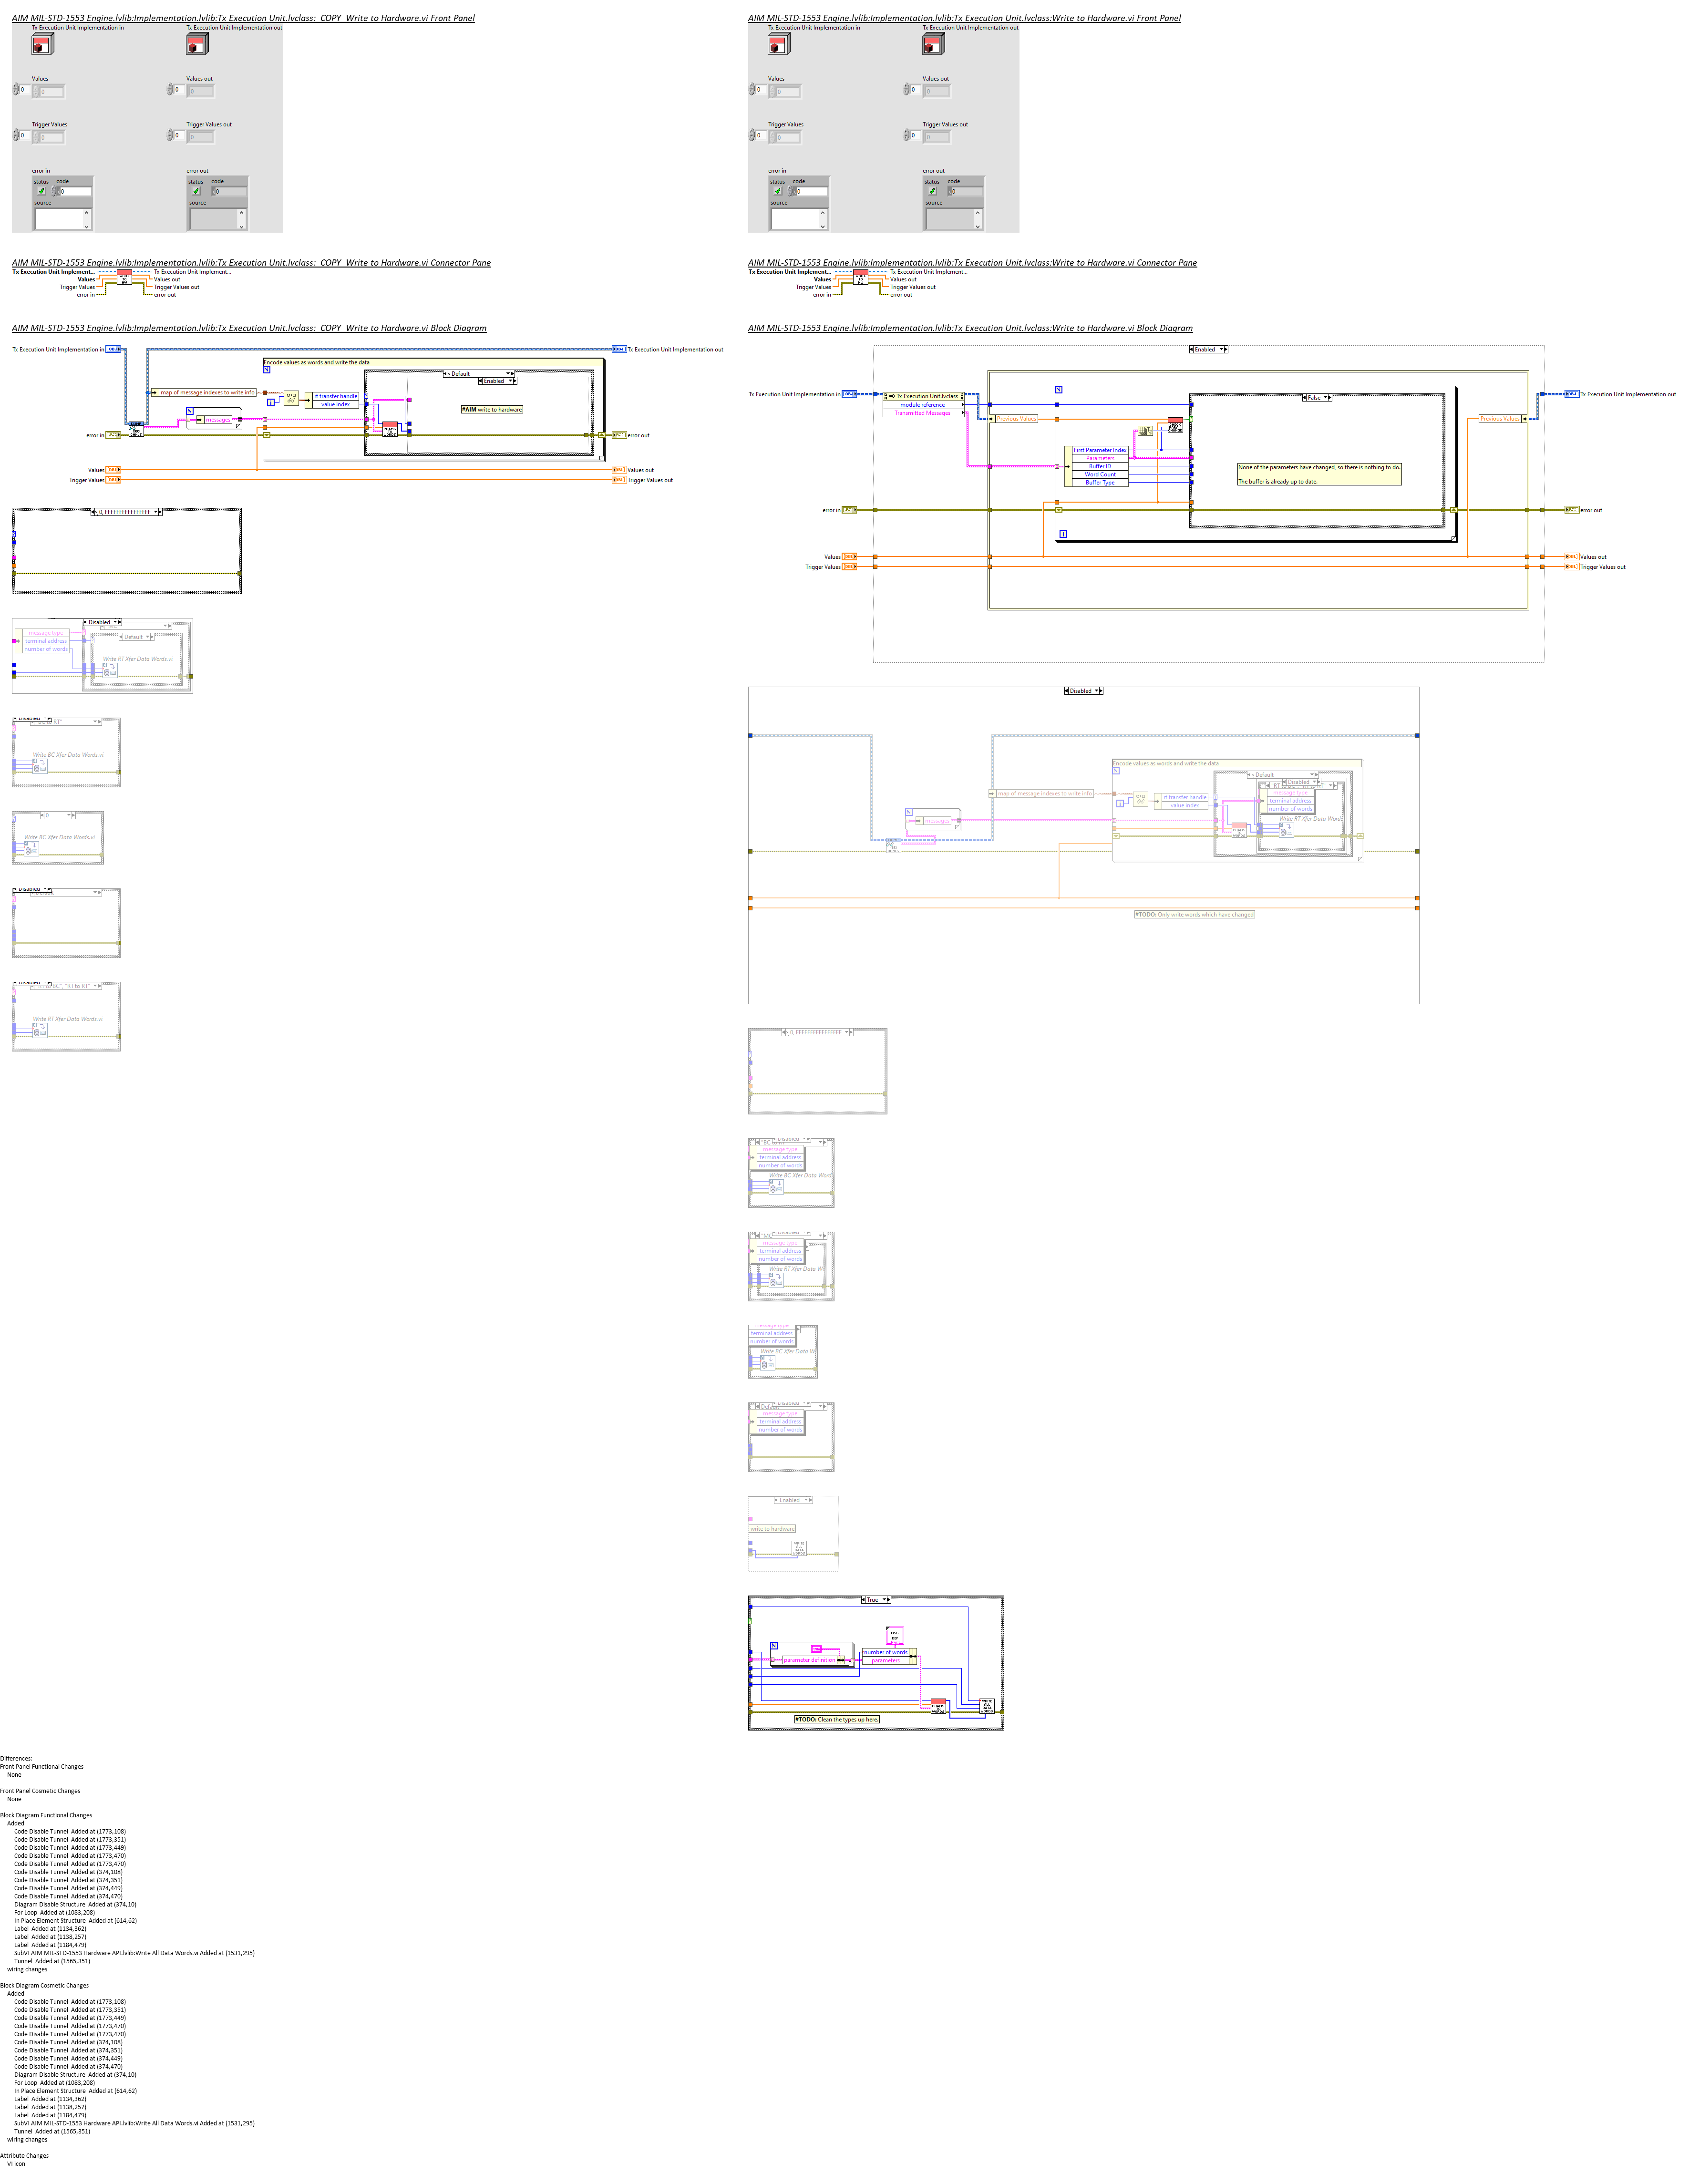 AIM MIL-STD-1553 Engine.lvlib:Implementation.lvlib:Tx Execution Unit.lvclass:_COPY_Write to Hardware.vi Front Panel
Tx Execution Unit Implementation in
Tx Execution Unit Implementation out
Values
Values out
0
0
0
0
Trigger Values
Trigger Values out
0
0
0
0
error in
error out
status code
status code
0
0
source
source
AIM MIL-STD-1553 Engine.lvlib:Implementation.lvlib:Tx Execution Unit.lvclass:_COPY_Write to Hardware.vi Connector Pane
Tx Execution Unit Implement...
Tx Execution Unit Implement...
Values
Values out
Trigger Values
Trigger Values out
error in
error out
AIM MIL-STD-1553 Engine.lvlib:Implementation.lvlib:Tx Execution Unit.lvclass:_COPY_Write to Hardware.vi Block Diagram
Tx Execution Unit Implementation in
Tx Execution Unit Implementation out
Encode values as words and write the data
N
Default
Enabled
map of message indexes to write info
rt transfer handle
value index
i
#AIM write to hardware
N
messages
error in
error out
Values
Values out
Trigger Values
Trigger Values out
0, FFFFFFFFFFFFFFFF
Disabled
message type
terminal address
number of words
Default
Write RT Xfer Data Words.vi
Disabled
Write BC Xfer Data Words.vi
0
Write BC Xfer Data Words.vi
Disabled
Disabled
"RT to RT"
Write RT Xfer Data Words.vi
AIM MIL-STD-1553 Engine.lvlib:Implementation.lvlib:Tx Execution Unit.lvclass:Write to Hardware.vi Front Panel
Tx Execution Unit Implementation in
Tx Execution Unit Implementation out
Values
Values out
0
0
0
0
Trigger Values
Trigger Values out
0
0
0
0
error in
error out
status code
status code
0
0
source
source
AIM MIL-STD-1553 Engine.lvlib:Implementation.lvlib:Tx Execution Unit.lvclass:Write to Hardware.vi Connector Pane
Tx Execution Unit Implement...
Tx Execution Unit Implement...
Values
Values out
Trigger Values
Trigger Values out
error in
error out
AIM MIL-STD-1553 Engine.lvlib:Implementation.lvlib:Tx Execution Unit.lvclass:Write to Hardware.vi Block Diagram
Enabled
Tx Execution Unit Implementation in
Tx Execution Unit.lvclass
module reference
Transmitted Messages
N
False
Tx Execution Unit Implementation out
Previous Values
Previous Values
First Parameter Index
Parameters
Buffer ID
Word Count
Buffer Type
None of the parameters have changed, so there is nothing to do.
The buffer is already up to date.
error in
error out
i
Values
Values out
Trigger Values
Trigger Values out
Disabled
Encode values as words and write the data
N
Default
Disabled
map of message indexes to write info
rt transfer handle
value index
i
message type
terminal address
number of words
Write RT Xfer Data Words
N
messages
#TODO: Only write words which have changed
0, FFFFFFFFFFFFFFFF
Disabled
message type
terminal address
number of words
Write BC Xfer Data Word
Disabled
message type
terminal address
number of words
Write RT Xfer Data W
message type
terminal address
number of words
Write BC Xfer Data W
Disabled
message type
terminal address
number of words
Enabled
write to hardware
WRITE ALL DATA WORDS
True
N
parameter definition
number of words
parameters
WRITE ALL DATA WORDS
#TODO: Clean the types up here.
Differences:
Front Panel Functional Changes
None
Front Panel Cosmetic Changes
None
Block Diagram Functional Changes
Added
Code Disable Tunnel Added at (1773,108)
Code Disable Tunnel Added at (1773,351)
Code Disable Tunnel Added at (1773,449)
Code Disable Tunnel Added at (1773,470)
Code Disable Tunnel Added at (1773,470)
Code Disable Tunnel Added at (374,108)
Code Disable Tunnel Added at (374,351)
Code Disable Tunnel Added at (374,449)
Code Disable Tunnel Added at (374,470)
Diagram Disable Structure Added at (374,10)
For Loop Added at (1083,208)
In Place Element Structure Added at (614,62)
Label Added at (1134,362)
Label Added at (1138,257)
Label Added at (1184,479)
SubVI AIM MIL-STD-1553 Hardware API.lvlib:Write All Data Words.vi Added at (1531,295)
Tunnel Added at (1565,351)
wiring changes
Block Diagram Cosmetic Changes
Added
Code Disable Tunnel Added at (1773,108)
Code Disable Tunnel Added at (1773,351)
Code Disable Tunnel Added at (1773,449)
Code Disable Tunnel Added at (1773,470)
Code Disable Tunnel Added at (1773,470)
Code Disable Tunnel Added at (374,108)
Code Disable Tunnel Added at (374,351)
Code Disable Tunnel Added at (374,449)
Code Disable Tunnel Added at (374,470)
Diagram Disable Structure Added at (374,10)
For Loop Added at (1083,208)
In Place Element Structure Added at (614,62)
Label Added at (1134,362)
Label Added at (1138,257)
Label Added at (1184,479)
SubVI AIM MIL-STD-1553 Hardware API.lvlib:Write All Data Words.vi Added at (1531,295)
Tunnel Added at (1565,351)
wiring changes
Attribute Changes
VI icon